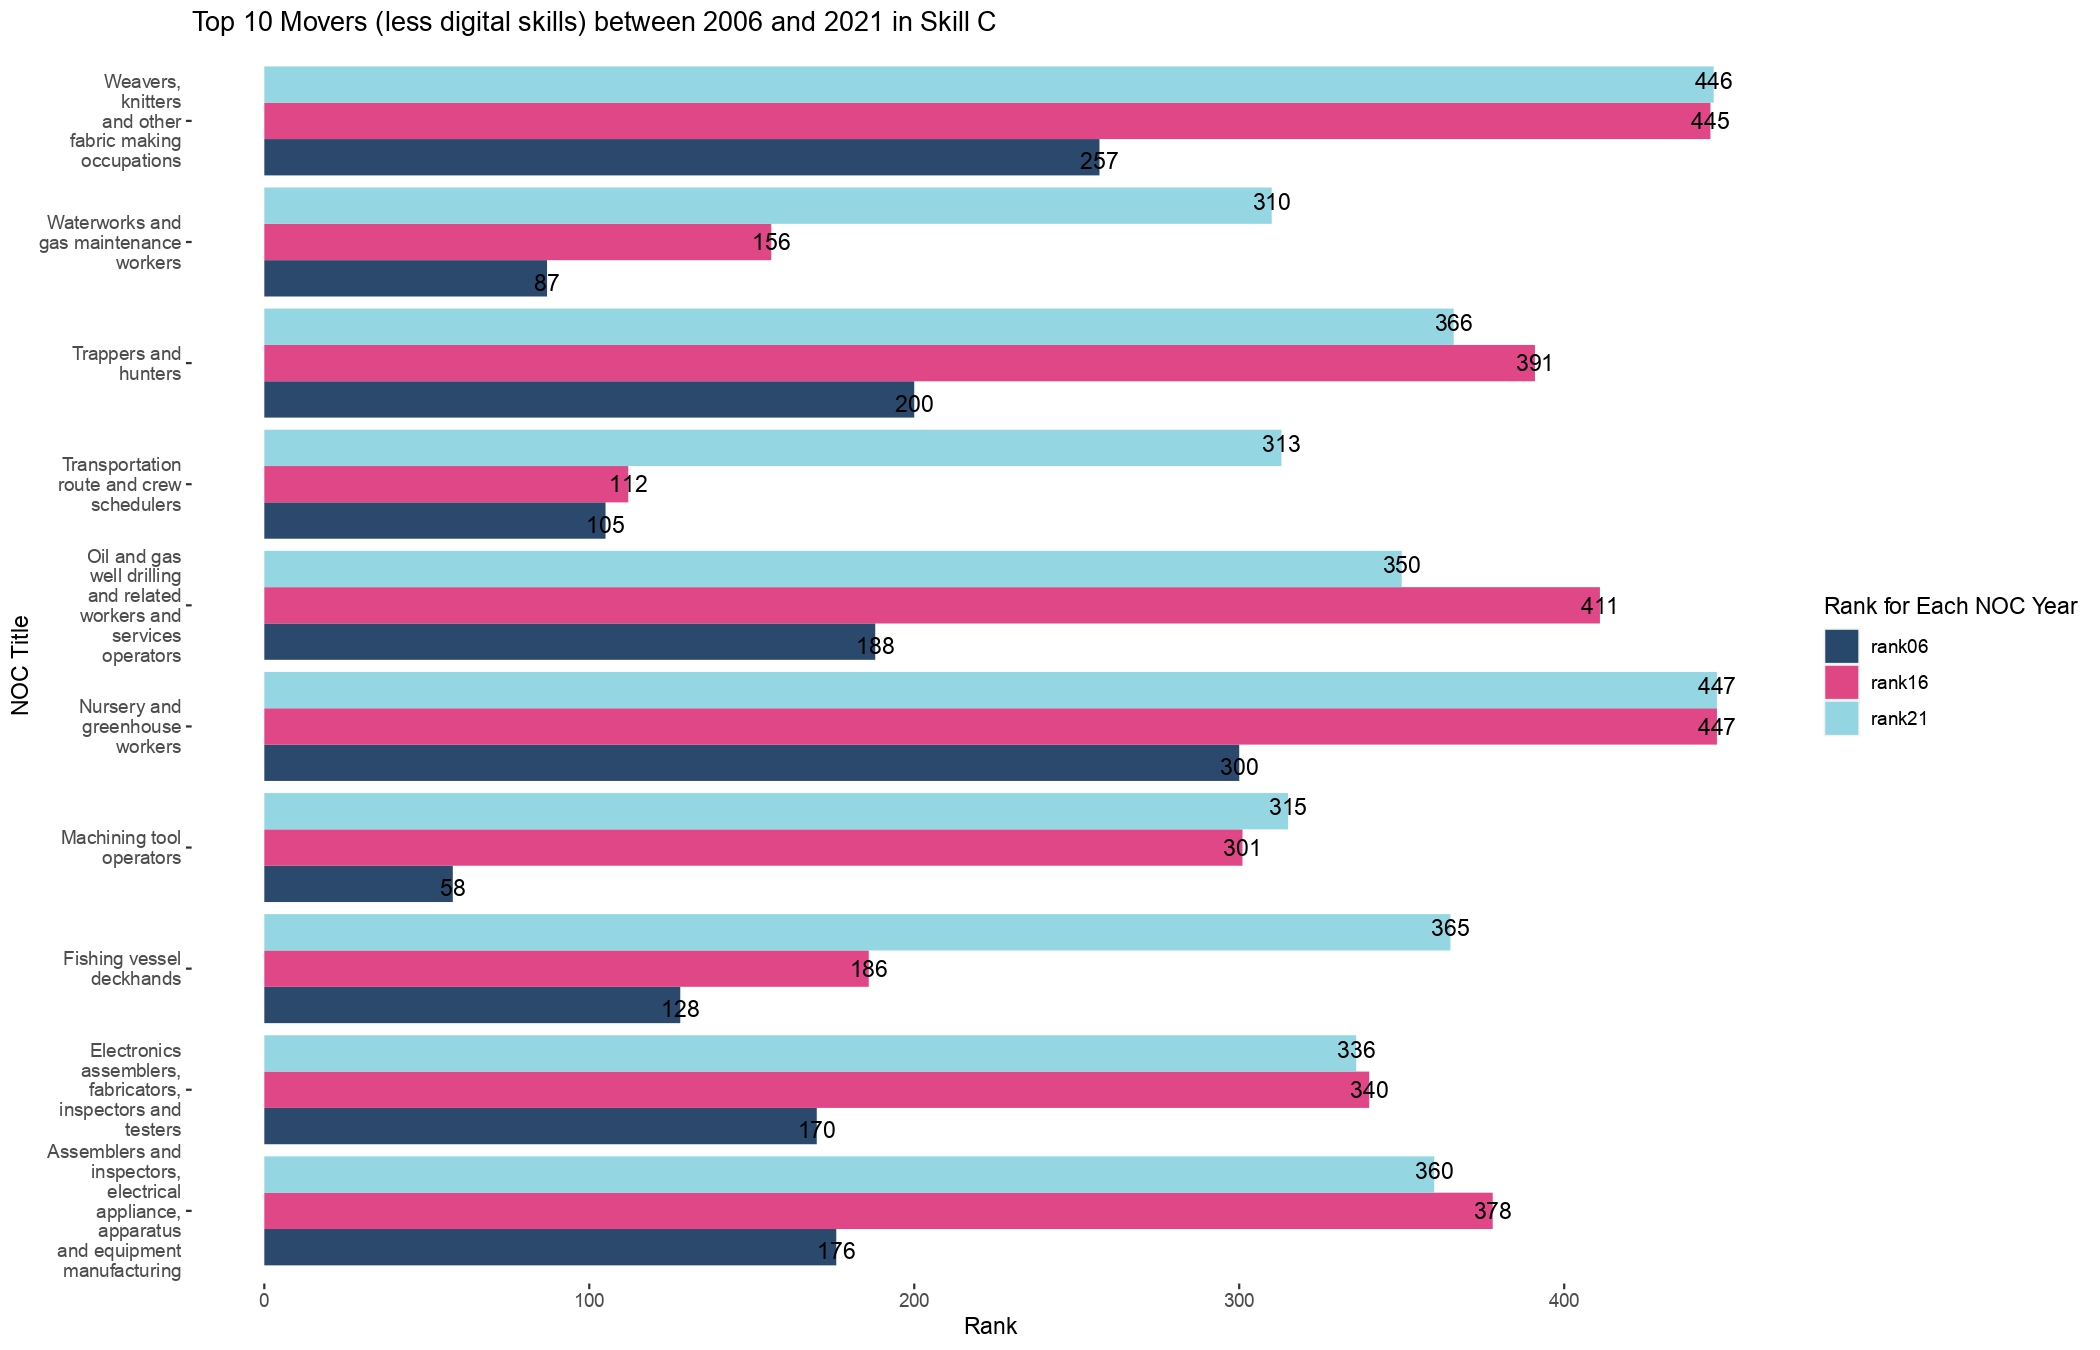 Top 10 Movers (less digital skills) between 2006 and 2021 in Skill C
NOC Title
Weavers,
knitters
and other
fabric making
occupations
446
445
257
Waterworks and
gas maintenance
workers
310
156
87
Trappers and
hunters
366
391
200
Transportation
route and crew
schedulers
313
112
105
Oil and gas
well drilling
and related
workers and
services
operators
350
411
188
Nursery and
greenhouse
workers
447
447
300
Machining tool
operators
315
301
58
Fishing vessel
deckhands
365
186
128
Electronics
assemblers,
fabricators,
inspectors and
testers
336
340
170
Assemblers and
inspectors,
electrical
appliance,
apparatus
and equipment
manufacturing
360
378
176
0 100 200 300 400
Rank
Rank for Each NOC Year
rank06
rank16
rank21